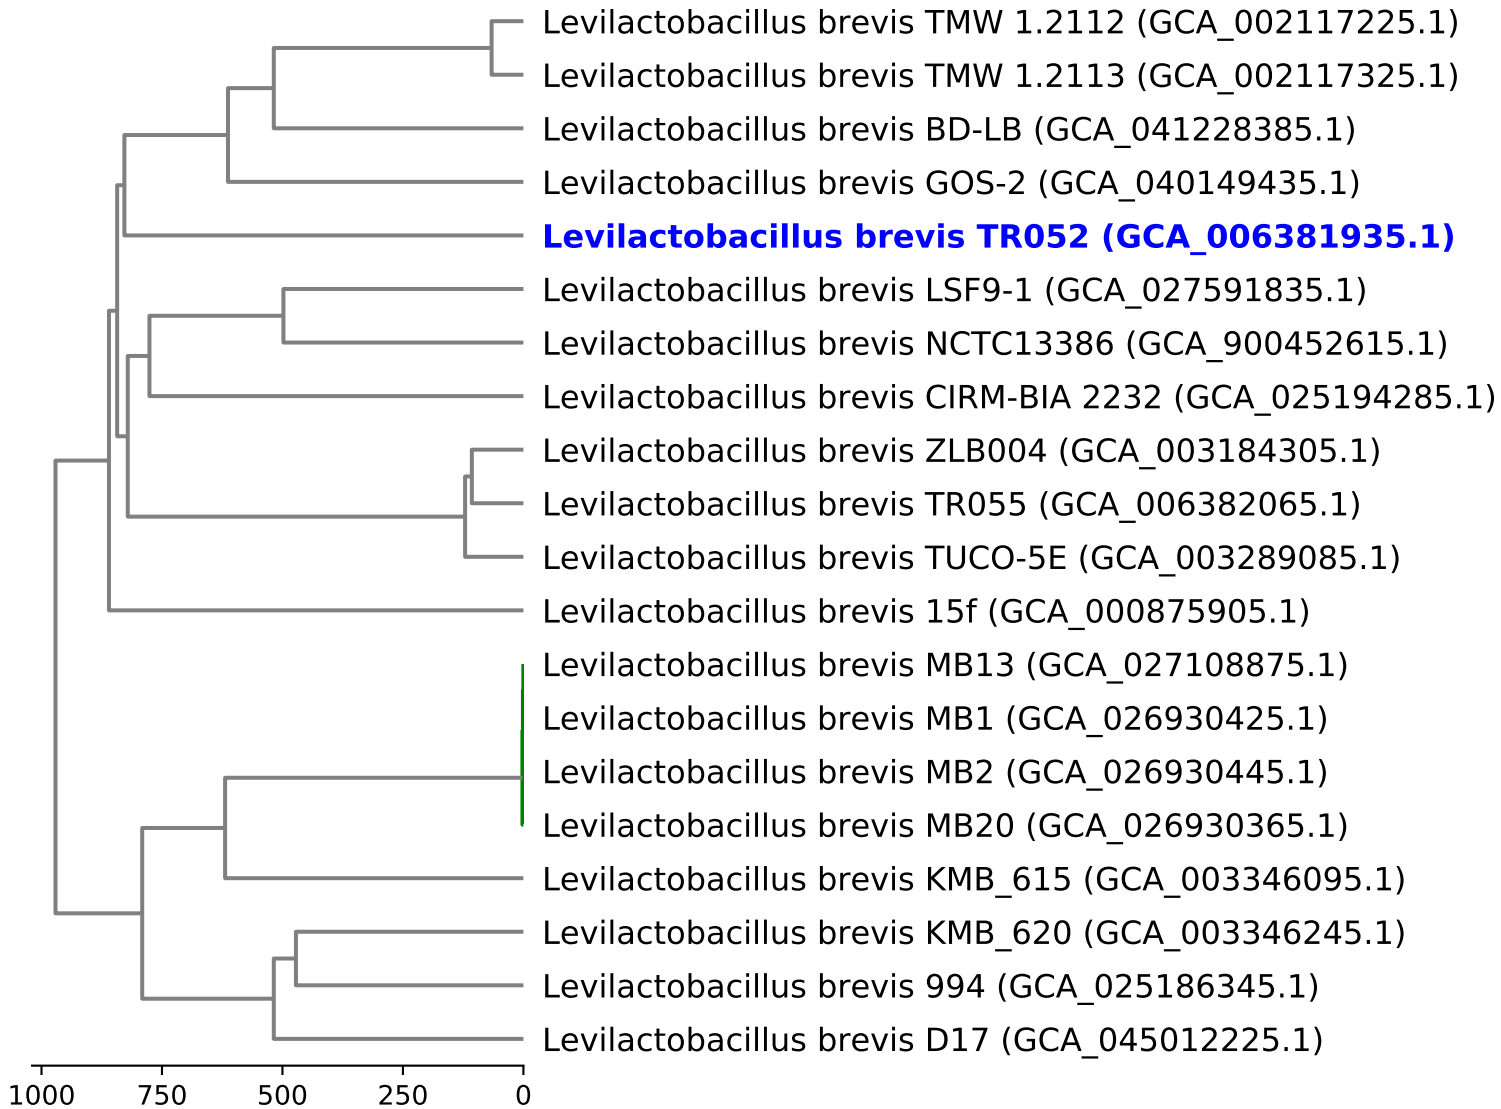 Levilactobacillus brevis TMW 1.2112 (GCA_002117225.1)
Levilactobacillus brevis TMW 1.2113 (GCA_002117325.1)
Levilactobacillus brevis BD-LB (GCA_041228385.1)
Levilactobacillus brevis GOS-2 (GCA_040149435.1)
Levilactobacillus brevis TR052 (GCA_006381935.1)
Levilactobacillus brevis LSF9-1 (GCA_027591835.1)
Levilactobacillus brevis NCTC13386 (GCA_900452615.1)
Levilactobacillus brevis CIRM-BIA 2232 (GCA_025194285.1)
Levilactobacillus brevis ZLB004 (GCA_003184305.1)
Levilactobacillus brevis TR055 (GCA_006382065.1)
Levilactobacillus brevis TUCO-5E (GCA_003289085.1)
Levilactobacillus brevis 15f (GCA_000875905.1)
Levilactobacillus brevis MB13 (GCA_027108875.1)
Levilactobacillus brevis MB1 (GCA_026930425.1)
Levilactobacillus brevis MB2 (GCA_026930445.1)
Levilactobacillus brevis MB20 (GCA_026930365.1)
Levilactobacillus brevis KMB_615 (GCA_003346095.1)
Levilactobacillus brevis KMB_620 (GCA_003346245.1)
Levilactobacillus brevis 994 (GCA_025186345.1)
Levilactobacillus brevis D17 (GCA_045012225.1)
1000 750 500 250 0